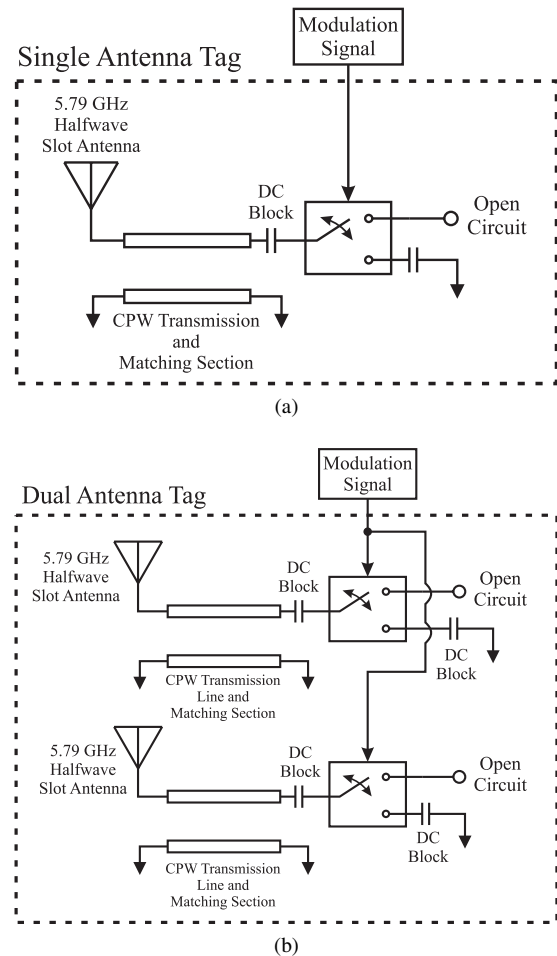 Modulation
Signal
Single Antenna Tag
5.79 GHz
Halfwave
Slot Antenna
DC
Block
Open
Circuit
CPW Transmission
and
Matching Section
(a)
Modulation
Signal
Dual Antenna Tag
5.79 GHz
Halfwave
Slot Antenna
DC
Block
Open
Circuit
CPW Transmission
Line and
Matching Section
DC
Block
5.79 GHz
Halfwave
Slot Antenna
DC
Block
Open
Circuit
DC
Block
CPW Transmission
Line and
Matching Section
(b)